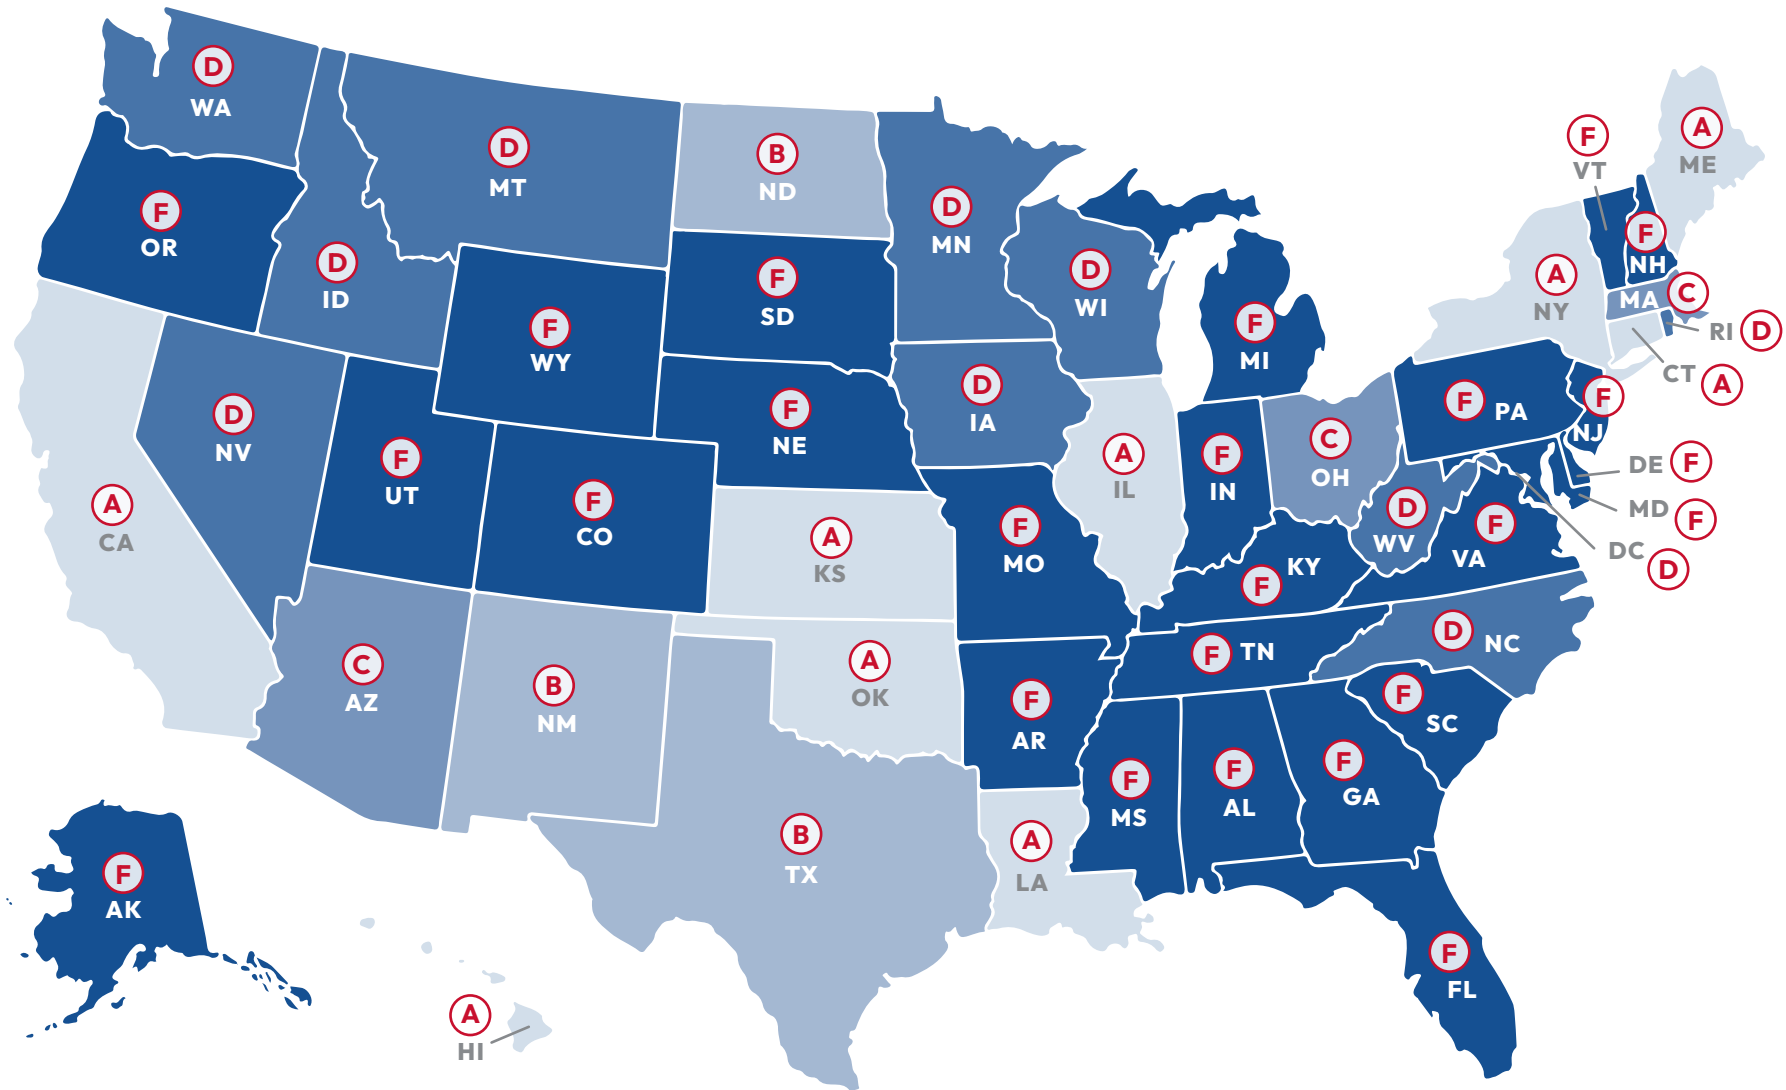 D
WA
F
OR
D
ID
D
MT
B
ND
D
MN
D
WI
F
MI
F
VT
A
ME
F
NH
A
NY
MA
C
RI
D
CT
A
F
SD
F
WY
F
NE
D
IA
A
IL
F
IN
C
OH
F
PA
F
NJ
DE
F
MD
F
DC
D
D
WV
F
VA
A
CA
D
NV
F
UT
F
CO
A
KS
F
MO
KY
F
F
TN
D
NC
F
SC
C
AZ
B
NM
A
OK
F
AR
F
MS
F
AL
F
GA
B
TX
A
LA
F
FL
F
AK
A
HI